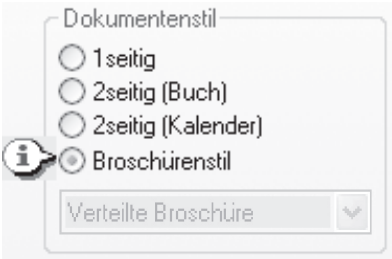 Dokumentenstil
1seitig
2seitig (Buch)
2seitig (Kalender)
Broschürenstil
Verteilte Broschüre